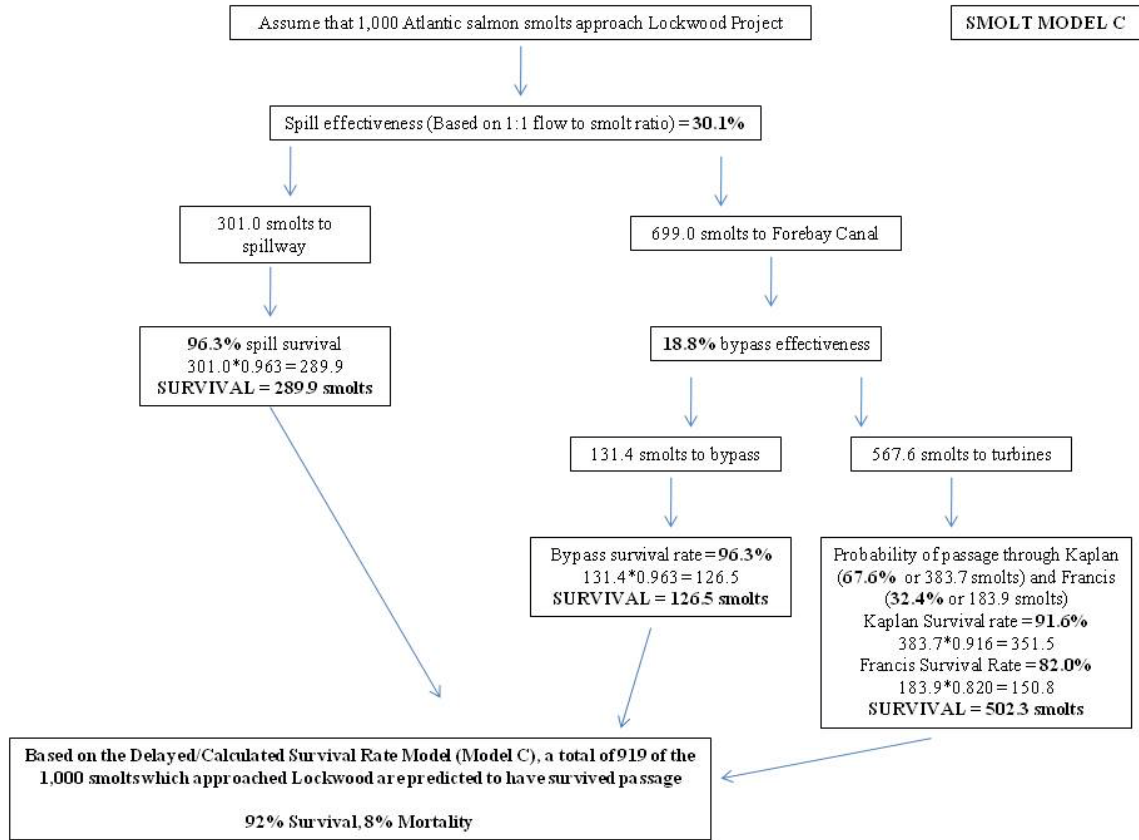 Assume that 1,000 Atlantic salmon smolts approach Lockwood Project
SMOLT MODEL C
Spill effectiveness (Based on 1:1 flow to smolt ratio) = 30.1%
301.0 smolts to
spillway
699.0 smolts to Forebay Canal
96.3% spill survival
301.0*0.963 = 289.9
SURVIVAL = 289.9 smolts
18.8% bypass effectiveness
131.4 smolts to bypass
567.6 smolts to turbines
Bypass survival rate = 96.3%
131.4*0.963 = 126.5
SURVIVAL = 126.5 smolts
Probability of passage through Kaplan
(67.6% or 383.7 smolts) and Francis
(32.4% or 183.9 smolts)
Kaplan Survival rate = 91.6%
383.7*0.916 = 351.5
Francis Survival Rate = 82.0%
183.9*0.820 = 150.8
SURVIVAL = 502.3 smolts
Based on the Delayed/Calculated Survival Rate Model (Model C), a total of 919 of the
1,000 smolts which approached Lockwood are predicted to have survived passage
92% Survival, 8% Mortality